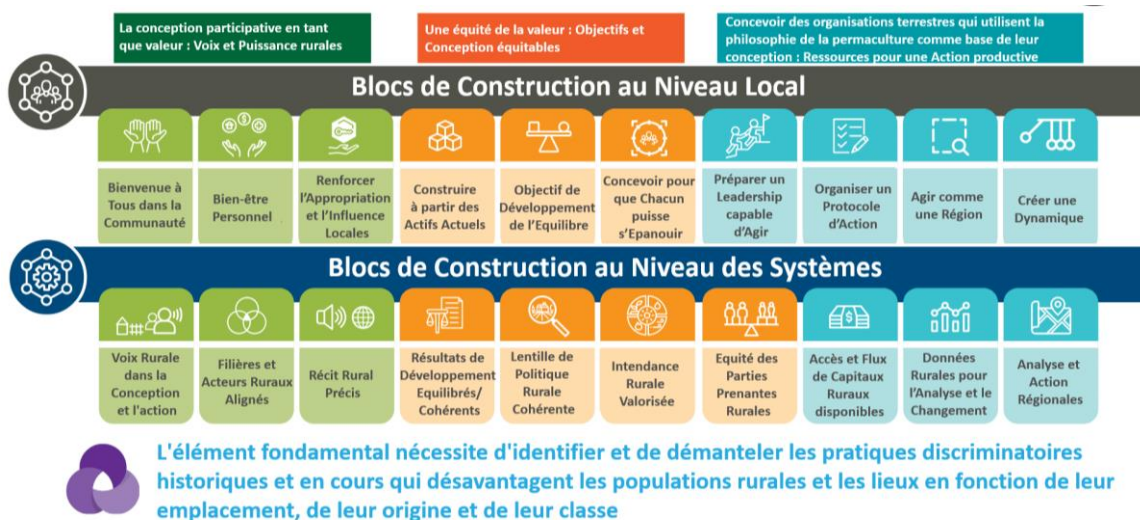 La conception participative en tant
que valeur : Voix et Puissance rurales
Une équité de la valeur : Objectifs et
Conception équitables
Concevoir des organisations terrestres qui utilisent la
philosophie de la permaculture comme base de leur
conception : Ressources pour une Action productive
Blocs de Construction au Niveau Local
Bienvenue à
Tous dans la
Communauté
Bien-être
Personnel
Renforcer
l'Appropriation
et l'Influence
Locales
Construire
à partir des
Actifs Actuels
Objectif de
Développement
de l'Equilibre
Concevoir pour
que Chacun
puisse
s'Epanouir
Préparer un
Leadership
capable
d'Agir
Organiser un
Protocole
d'Action
Agir comme
une Région
Créer une
Dynamique
Blocs de Construction au Niveau des Systèmes
Voix Rurale
dans la
Conception
et l'action
Filières et
Acteurs Ruraux
Alignés
Récit Rural
Précis
Résultats de
Développement
Equilibrés/
Cohérents
Lentille de
Politique
Rurale
Cohérente
Intendance
Rurale
Valorisée
Equité des
Parties
Prenantes
Rurales
Accès et Flux
de Capitaux
Ruraux
disponibles
Données
Rurales pour
l'Analyse et le
Changement
Analyse et
Action
Régionales
L'élément fondamental nécessite d'identifier et de démanteler les pratiques discriminatoires
historiques et en cours qui désavantagent les populations rurales et les lieux en fonction de leur
emplacement, de leur origine et de leur classe